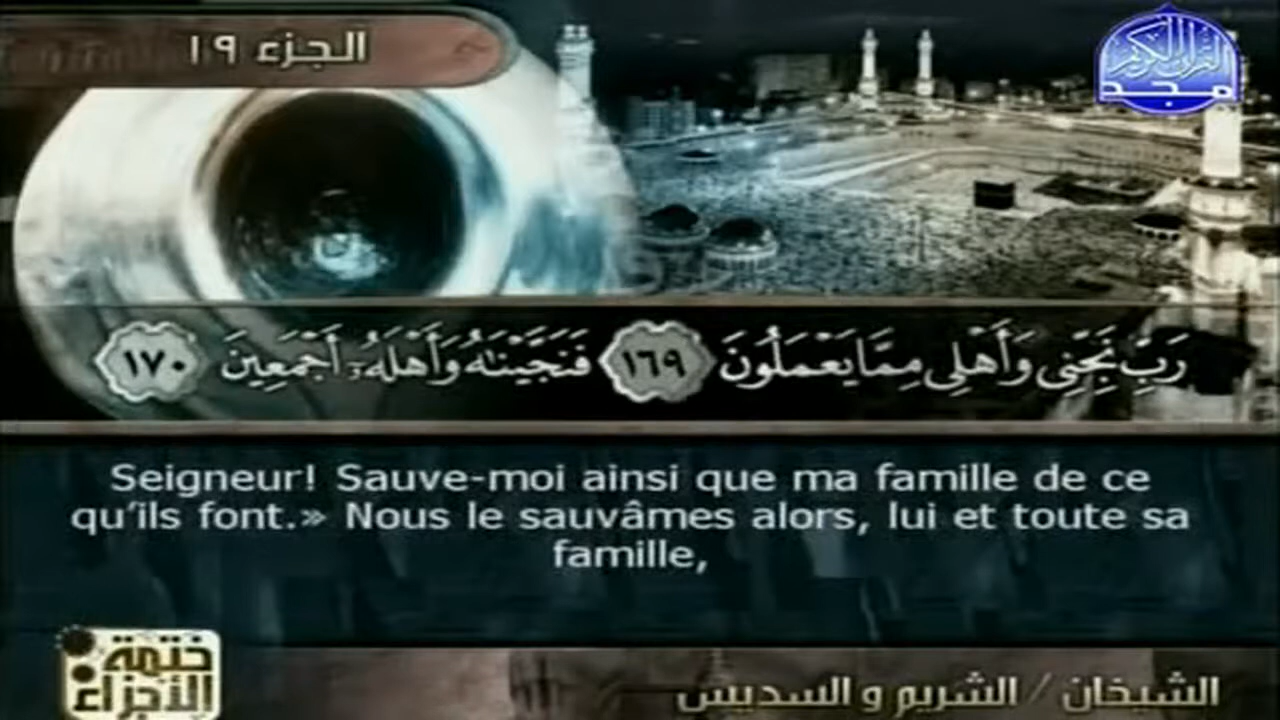 الجزء ١٩
القرآن الكريم
مجد
رَبِّ نَجِّنِى وَأَهْلِى مِمَّا يَعْمَلُونَ ١٦٩ فَنَجَّيْنَٰهُ وَأَهْلَهُۥٓ أَجْمَعِينَ ١٧٠
Seigneur! Sauve-moi ainsi que ma famille de ce
qu'ils font.» Nous le sauvâmes alors, lui et toute sa
famille,
ختمة
الأجزاء
الشيخان / الشريم و السديس